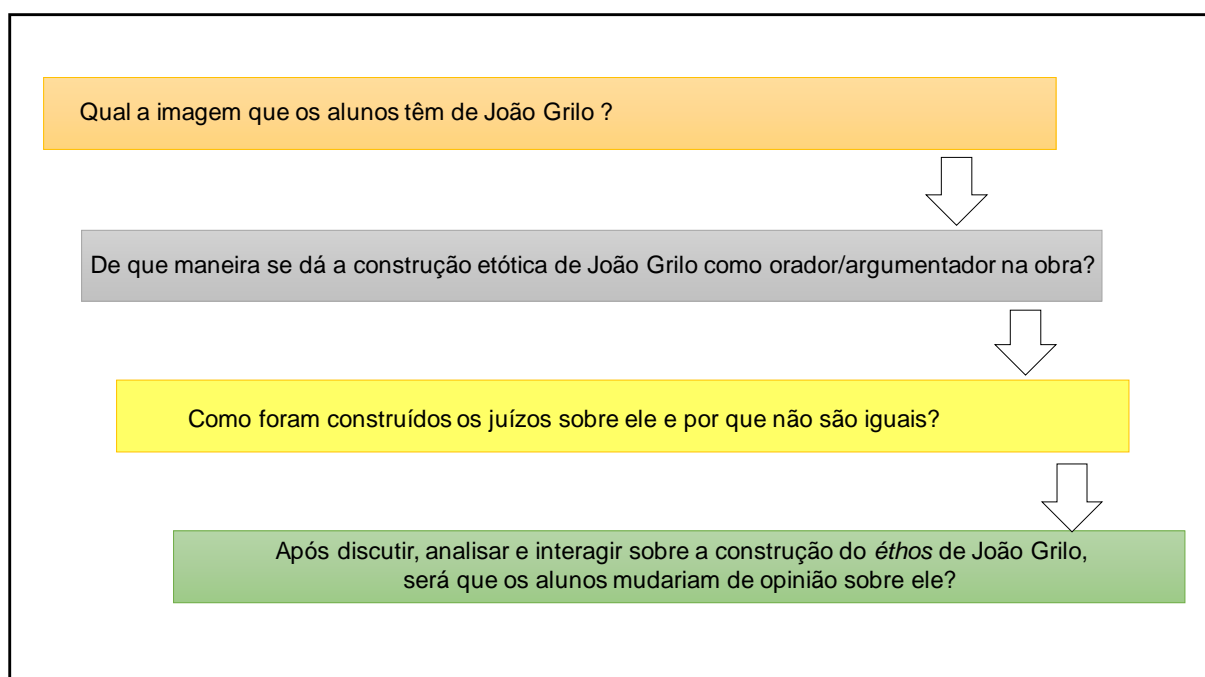 Qual a imagem que os alunos têm de João Grilo ?
De que maneira se dá a construção etótica de João Grilo como orador/argumentador na obra?
Como foram construídos os juízos sobre ele e por que não são iguais?
Após discutir, analisar e interagir sobre a construção do éthos de João Grilo,
será que os alunos mudariam de opinião sobre ele?